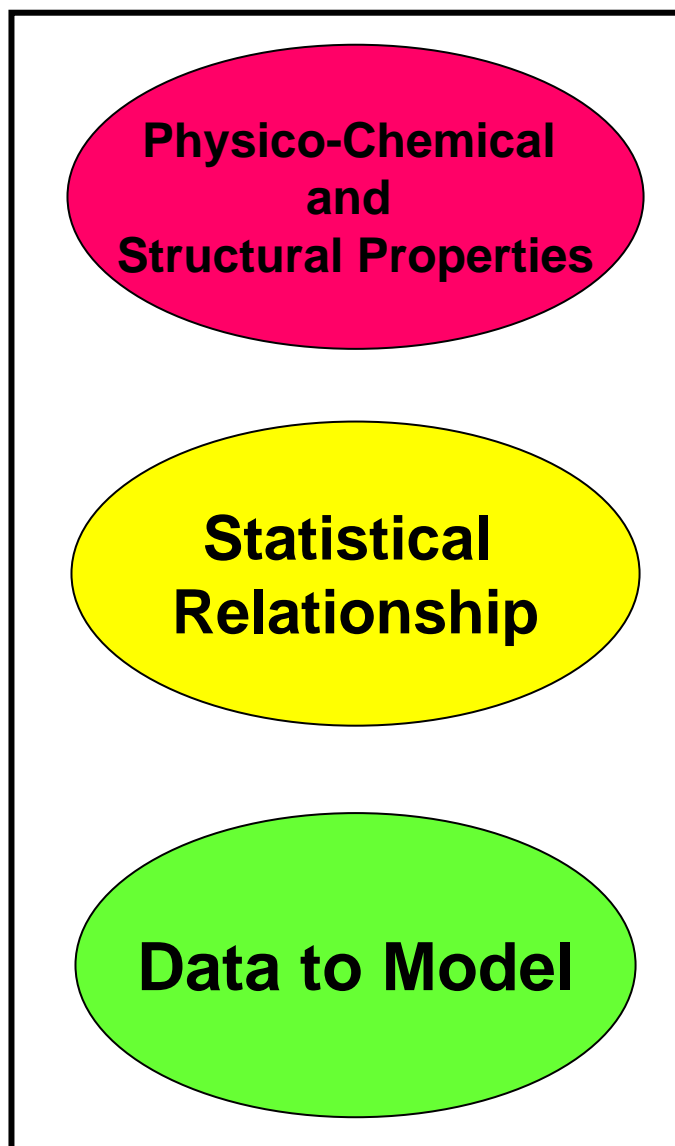 Physico-Chemical
and
Structural Properties
Statistical
Relationship
Data to Model